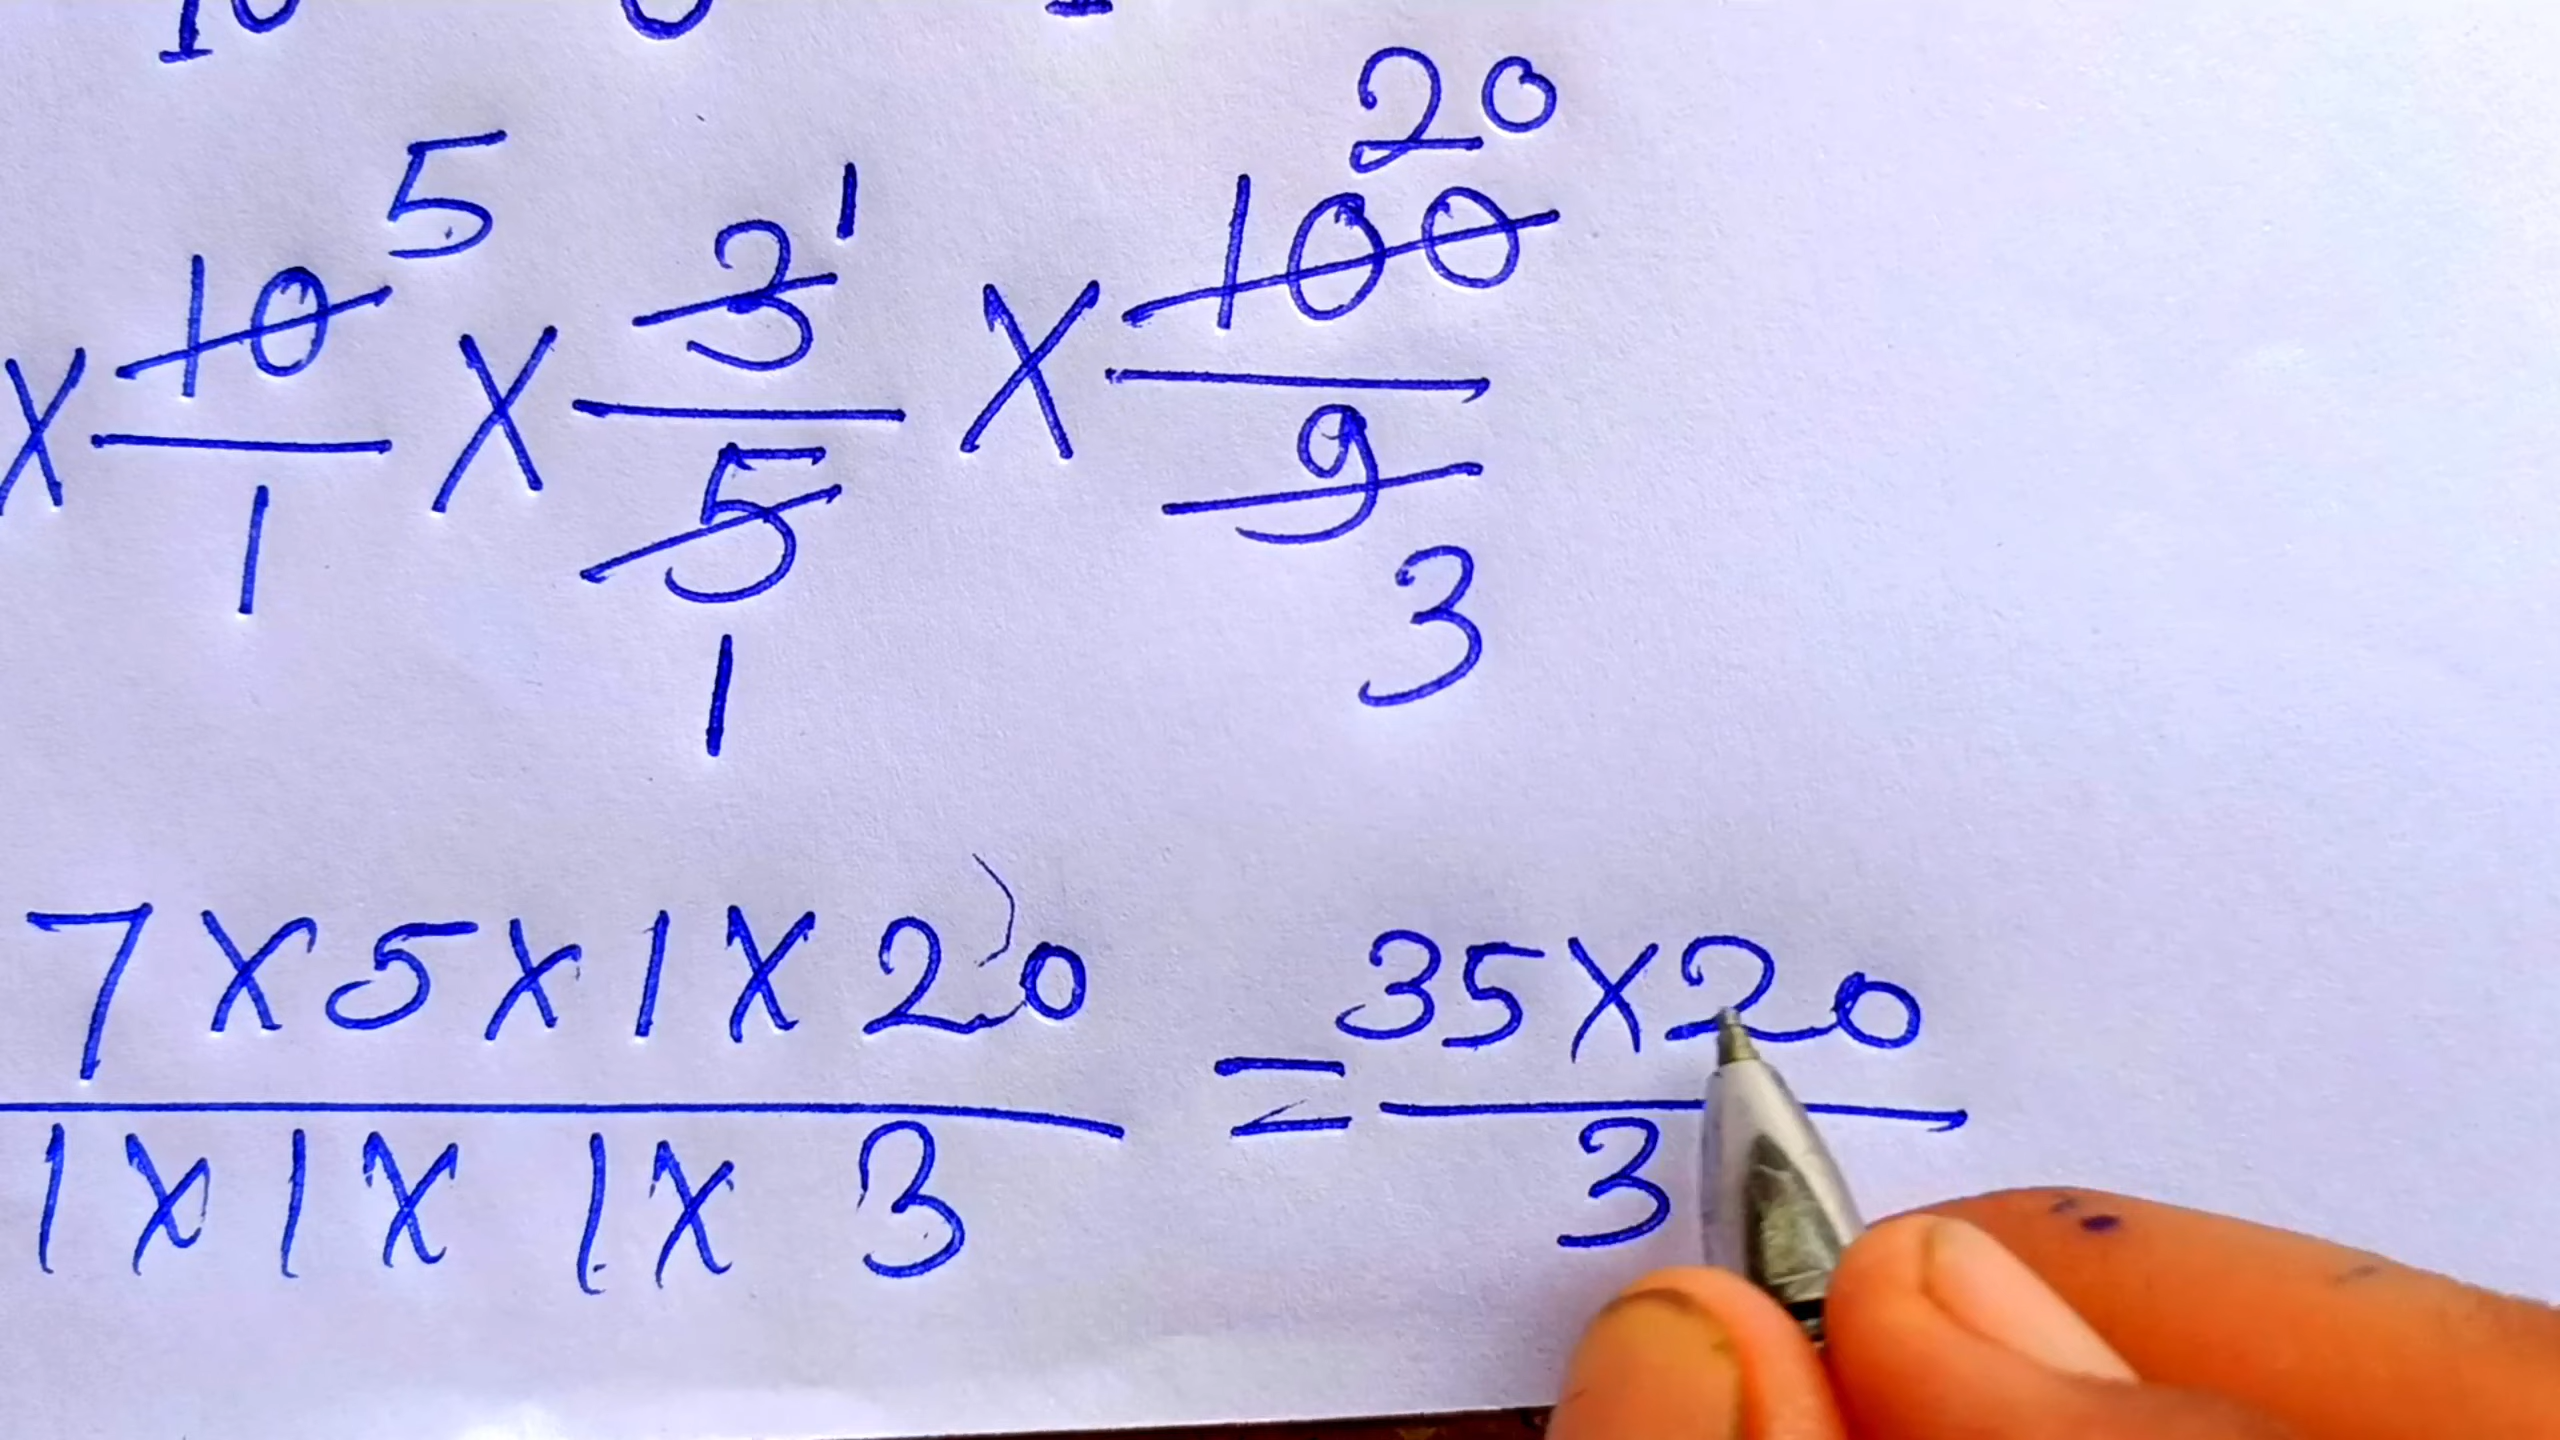 5 1 20
× 10/1 × 3/5 × 100/9
1 3
7×5×1×20 / 1×1×1×3 = 35×20 / 3